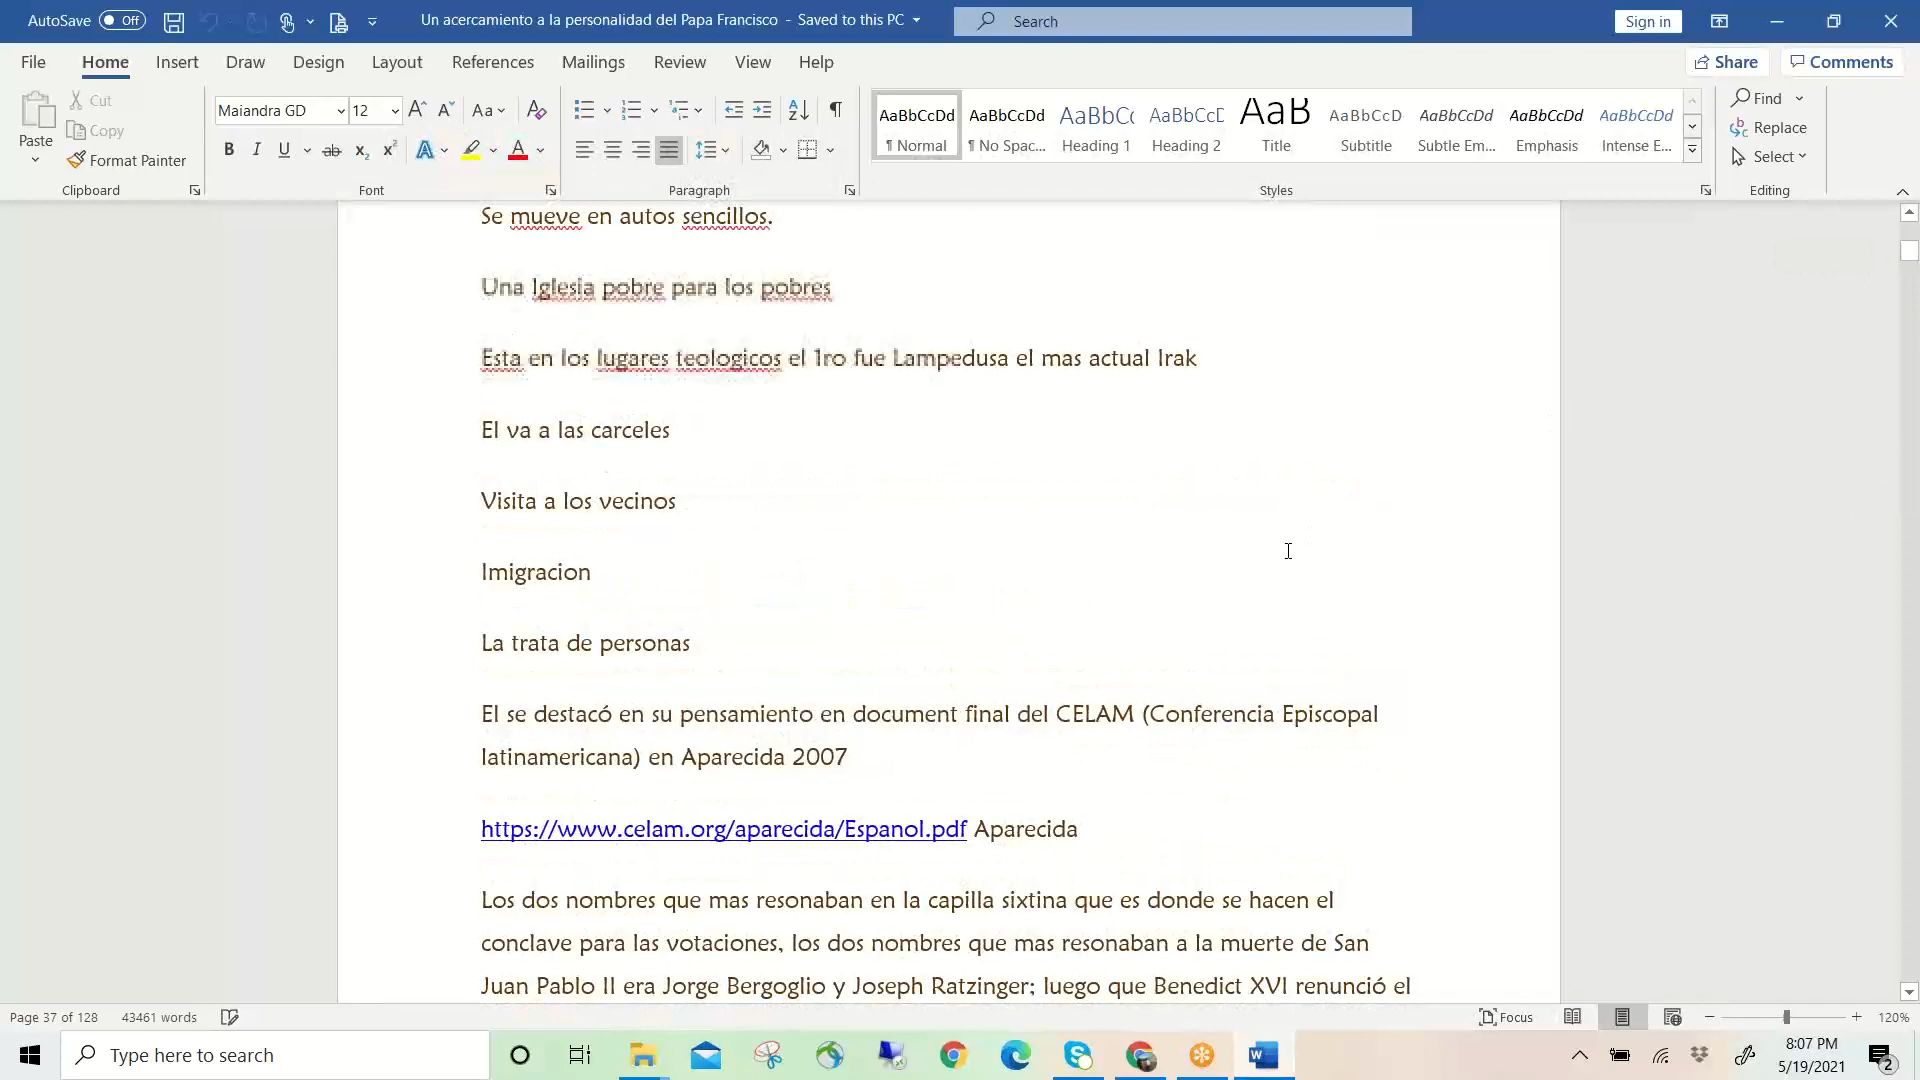 AutoSave Off Un acercamiento a la personalidad del Papa Francisco - Saved to this PC Search Sign in
File Home Insert Draw Design Layout References Mailings Review View Help Share Comments
Paste Cut Copy Format Painter Clipboard
Maiandra GD 12 Aa Font
Paragraph
AaBbCcDd AaBbCcDd AaBbCc AaBbCcD AaB AaBbCcD AaBbCcDd AaBbCcDd AaBbCcDd
¶ Normal ¶ No Spac... Heading 1 Heading 2 Title Subtitle Subtle Em... Emphasis Intense E...
Styles
Find Replace Select Editing
Se mueve en autos sencillos.
Una Iglesia pobre para los pobres
Esta en los lugares teologicos el 1ro fue Lampedusa el mas actual Irak
El va a las carceles
Visita a los vecinos
Imigracion
La trata de personas
El se destacó en su pensamiento en document final del CELAM (Conferencia Episcopal
latinamericana) en Aparecida 2007
https://www.celam.org/aparecida/Espanol.pdf Aparecida
Los dos nombres que mas resonaban en la capilla sixtina que es donde se hacen el
conclave para las votaciones, los dos nombres que mas resonaban a la muerte de San
Juan Pablo II era Jorge Bergoglio y Joseph Ratzinger; luego que Benedict XVI renunció el
Page 37 of 128 43461 words Focus 120%
Type here to search
8:07 PM
5/19/2021
2